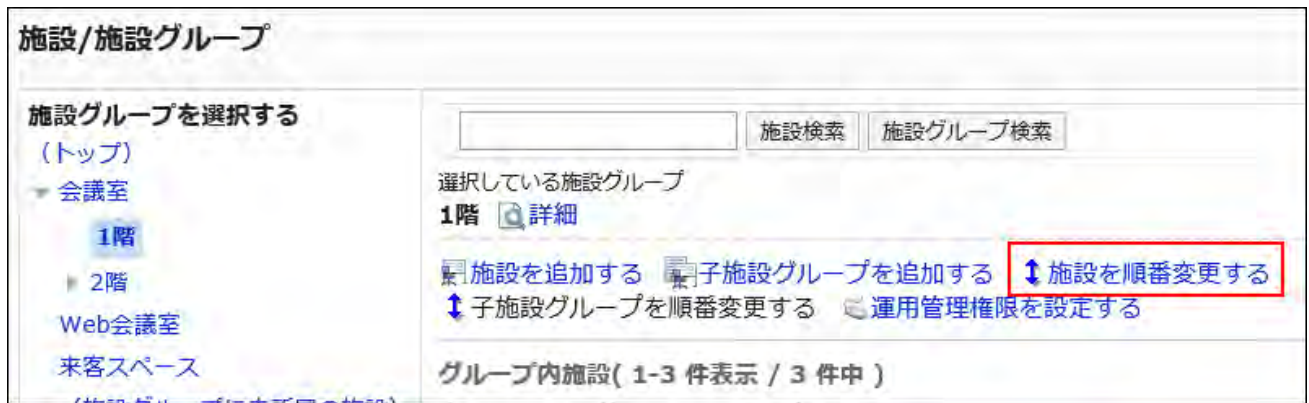 施設/施設グループ
施設グループを選択する
(トップ)
会議室
1階
2階
Web会議室
来客スペース
施設検索 施設グループ検索
選択している施設グループ
1階 詳細
施設を追加する 子施設グループを追加する 施設を順番変更する
子施設グループを順番変更する 運用管理権限を設定する
グループ内施設( 1-3 件表示 / 3 件中 )